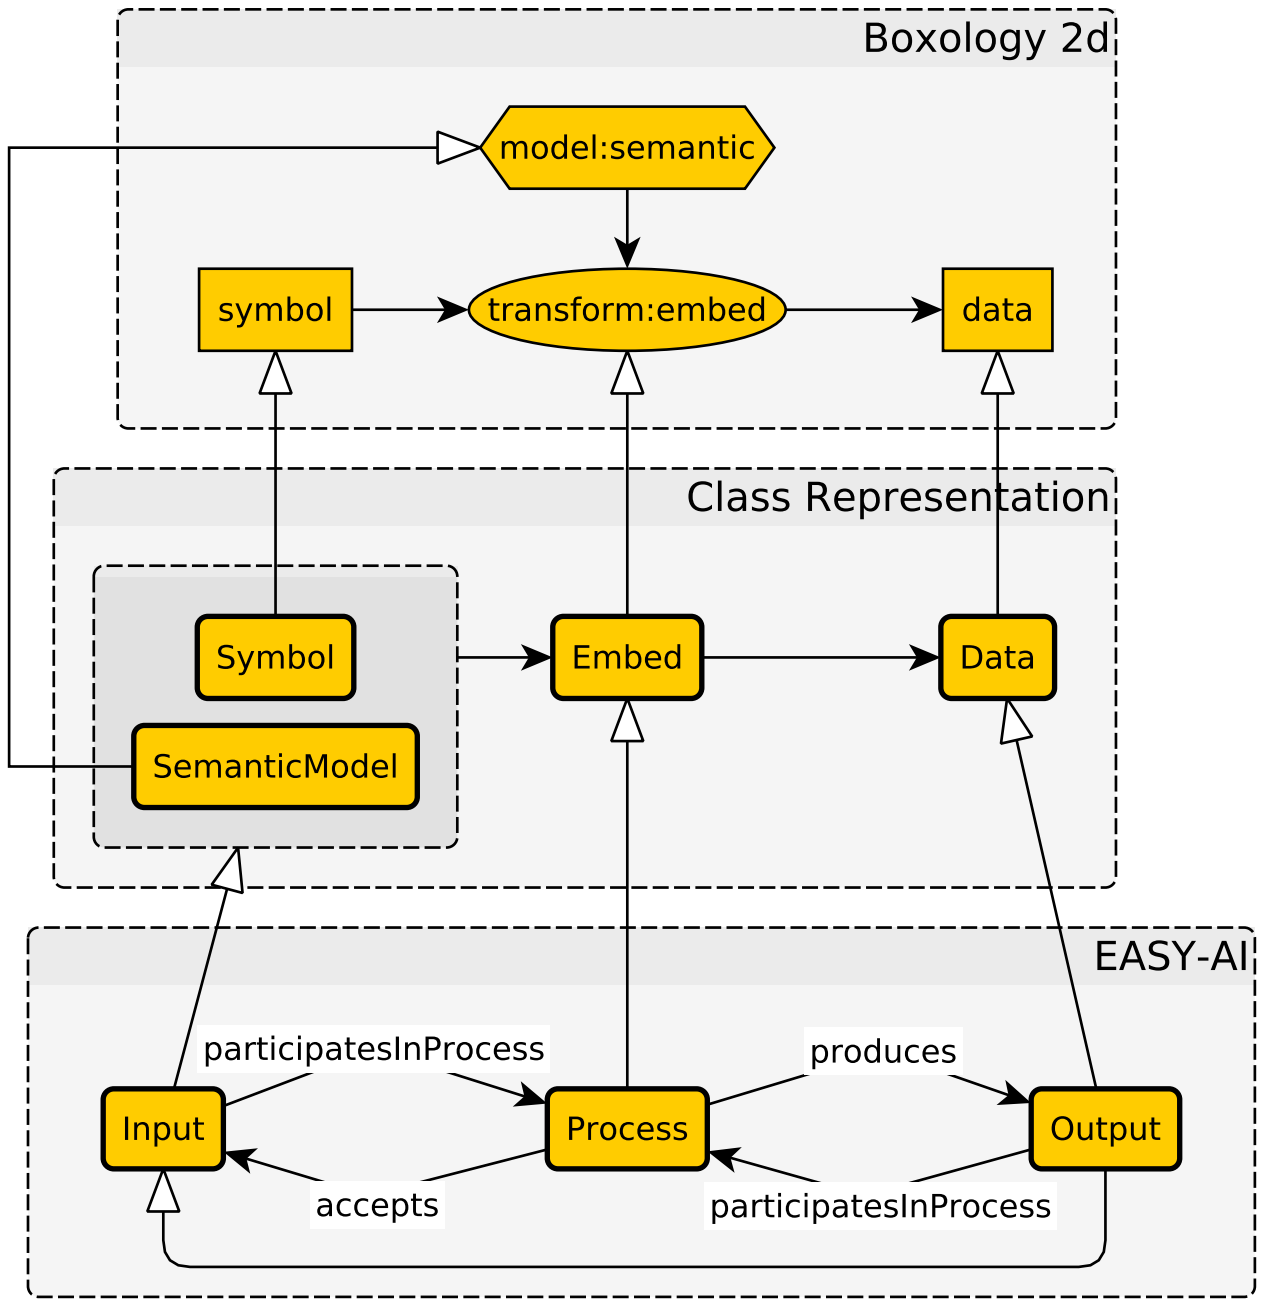 Boxology 2d
model:semantic
symbol
transform:embed
data
Class Representation
Symbol
Embed
Data
SemanticModel
EASY-AI
participatesInProcess
produces
Input
Process
Output
accepts
participatesInProcess